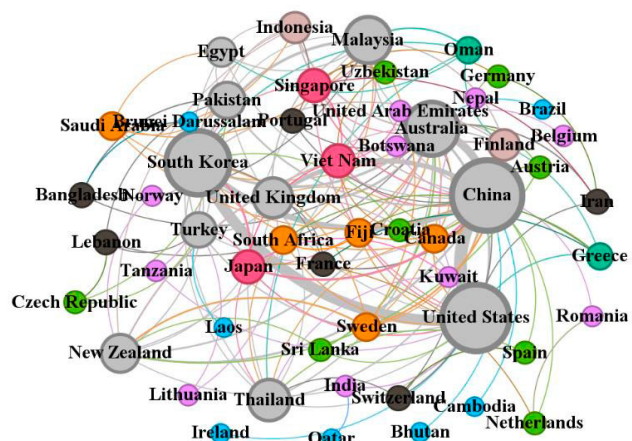 Indonesia
Malaysia
Egypt
Oman
Uzbekistan
Germany
Singapore
Pakistan
Nepal
United Arab Emirates
Brazil
Portugal
Saudi Arabia
Brunei Darussalam
Australia
Belgium
Botswana
Finland
South Korea
Viet Nam
Austria
Bangladesh
Norway
United Kingdom
China
Iran
Turkey
Fiji
Croatia
Canada
Lebanon
South Africa
Greece
Japan
France
Tanzania
Kuwait
Czech Republic
Laos
Sweden
United States
Romania
New Zealand
Sri Lanka
Spain
India
Lithuania
Thailand
Switzerland
Cambodia
Netherlands
Ireland
Qatar
Bhutan